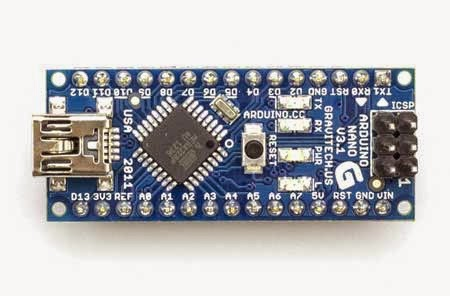 D12 D11 D10 D9 D8 D7 D6 D5 D4 D3 D2 GND RST RX0 TX1
ICSP
ARDUINO.CC
TX
RX
PWR
L
RESET
USA 2011
GRAVITECH.US
ARDUINO
NANO
V3.1
G
1
D13 3V3 REF A0 A1 A2 A3 A4 A5 A6 A7 5V RST GND VIN